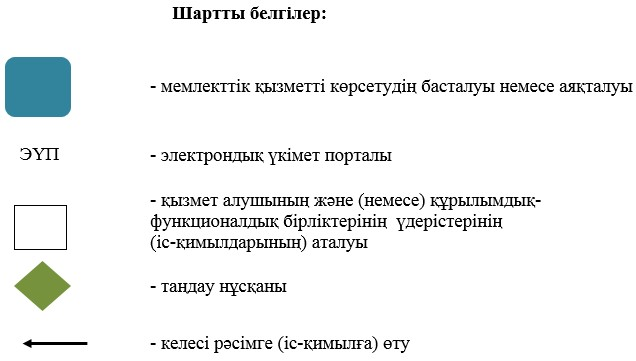 Шартты белгілер:
- мемлекттік қызметті көрсетудің басталуы немесе аяқталуы
ЭҮП - электрондық үкімет порталы
- қызмет алушының және (немесе) құрылымдық-
функционалдық бірліктерінің үдерістерінің
(іс-қимылдарының) аталуы
- таңдау нұсқаны
- келесі рәсімге (іс-қимылға) өту